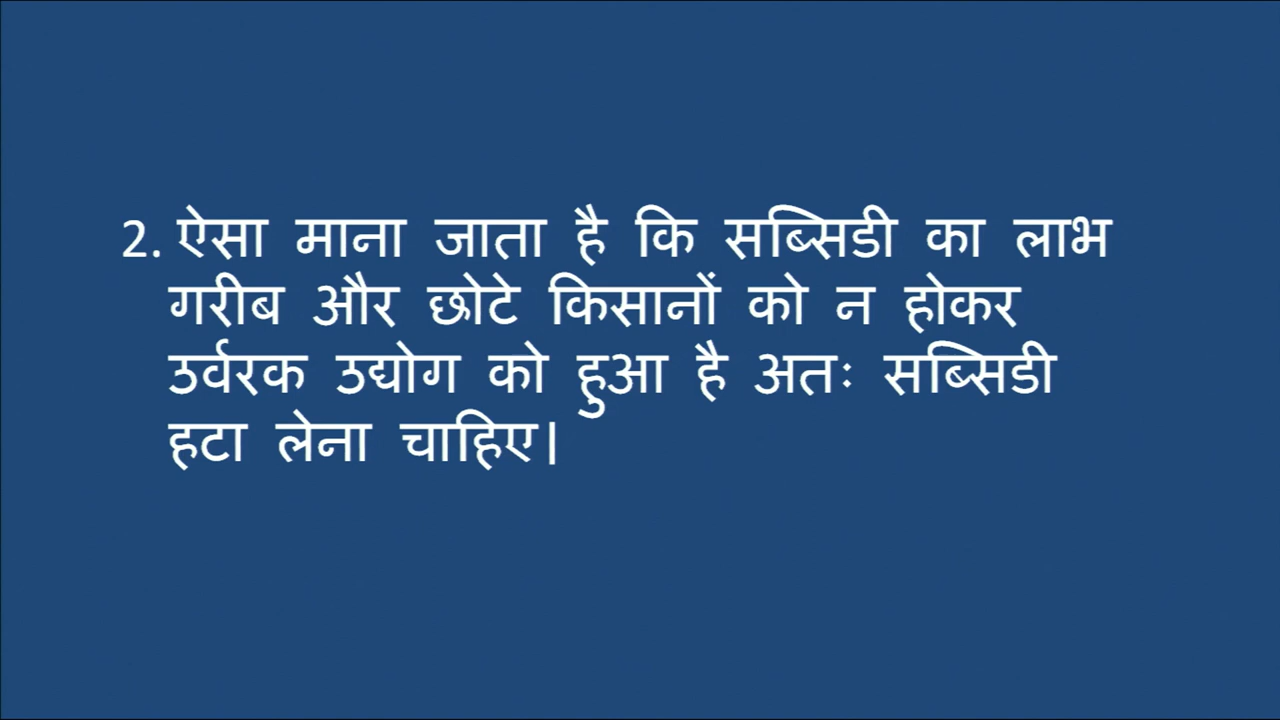 2. ऐसा माना जाता है कि सब्सिडी का लाभ
गरीब और छोटे किसानों को न होकर
उर्वरक उद्योग को हुआ है अतः सब्सिडी
हटा लेना चाहिए।